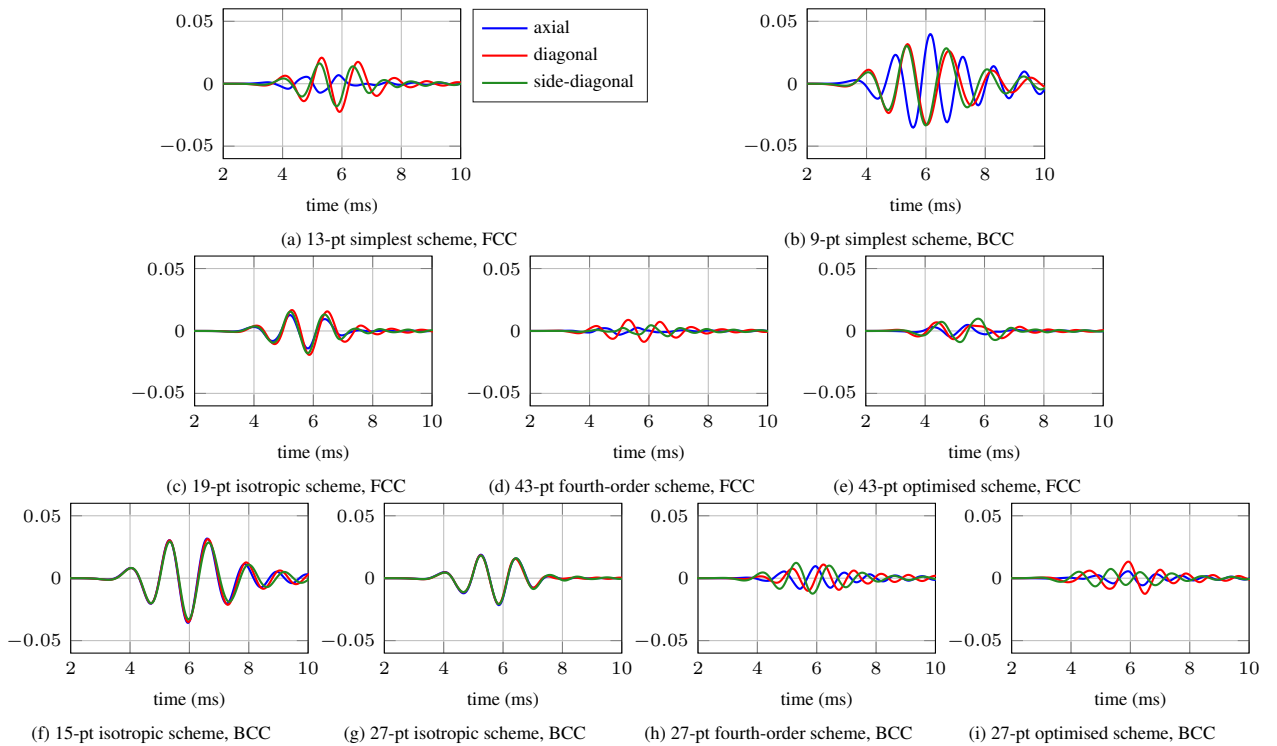 0.05
0
−0.05
2 4 6 8 10
time (ms)
(a) 13-pt simplest scheme, FCC
axial
diagonal
side-diagonal
0.05
0
−0.05
2 4 6 8 10
time (ms)
(b) 9-pt simplest scheme, BCC
0.05
0
−0.05
2 4 6 8 10
time (ms)
(c) 19-pt isotropic scheme, FCC
0.05
0
−0.05
2 4 6 8 10
time (ms)
(d) 43-pt fourth-order scheme, FCC
0.05
0
−0.05
2 4 6 8 10
time (ms)
(e) 43-pt optimised scheme, FCC
0.05
0
−0.05
2 4 6 8 10
time (ms)
(f) 15-pt isotropic scheme, BCC
0.05
0
−0.05
2 4 6 8 10
time (ms)
(g) 27-pt isotropic scheme, BCC
0.05
0
−0.05
2 4 6 8 10
time (ms)
(h) 27-pt fourth-order scheme, BCC
0.05
0
−0.05
2 4 6 8 10
time (ms)
(i) 27-pt optimised scheme, BCC